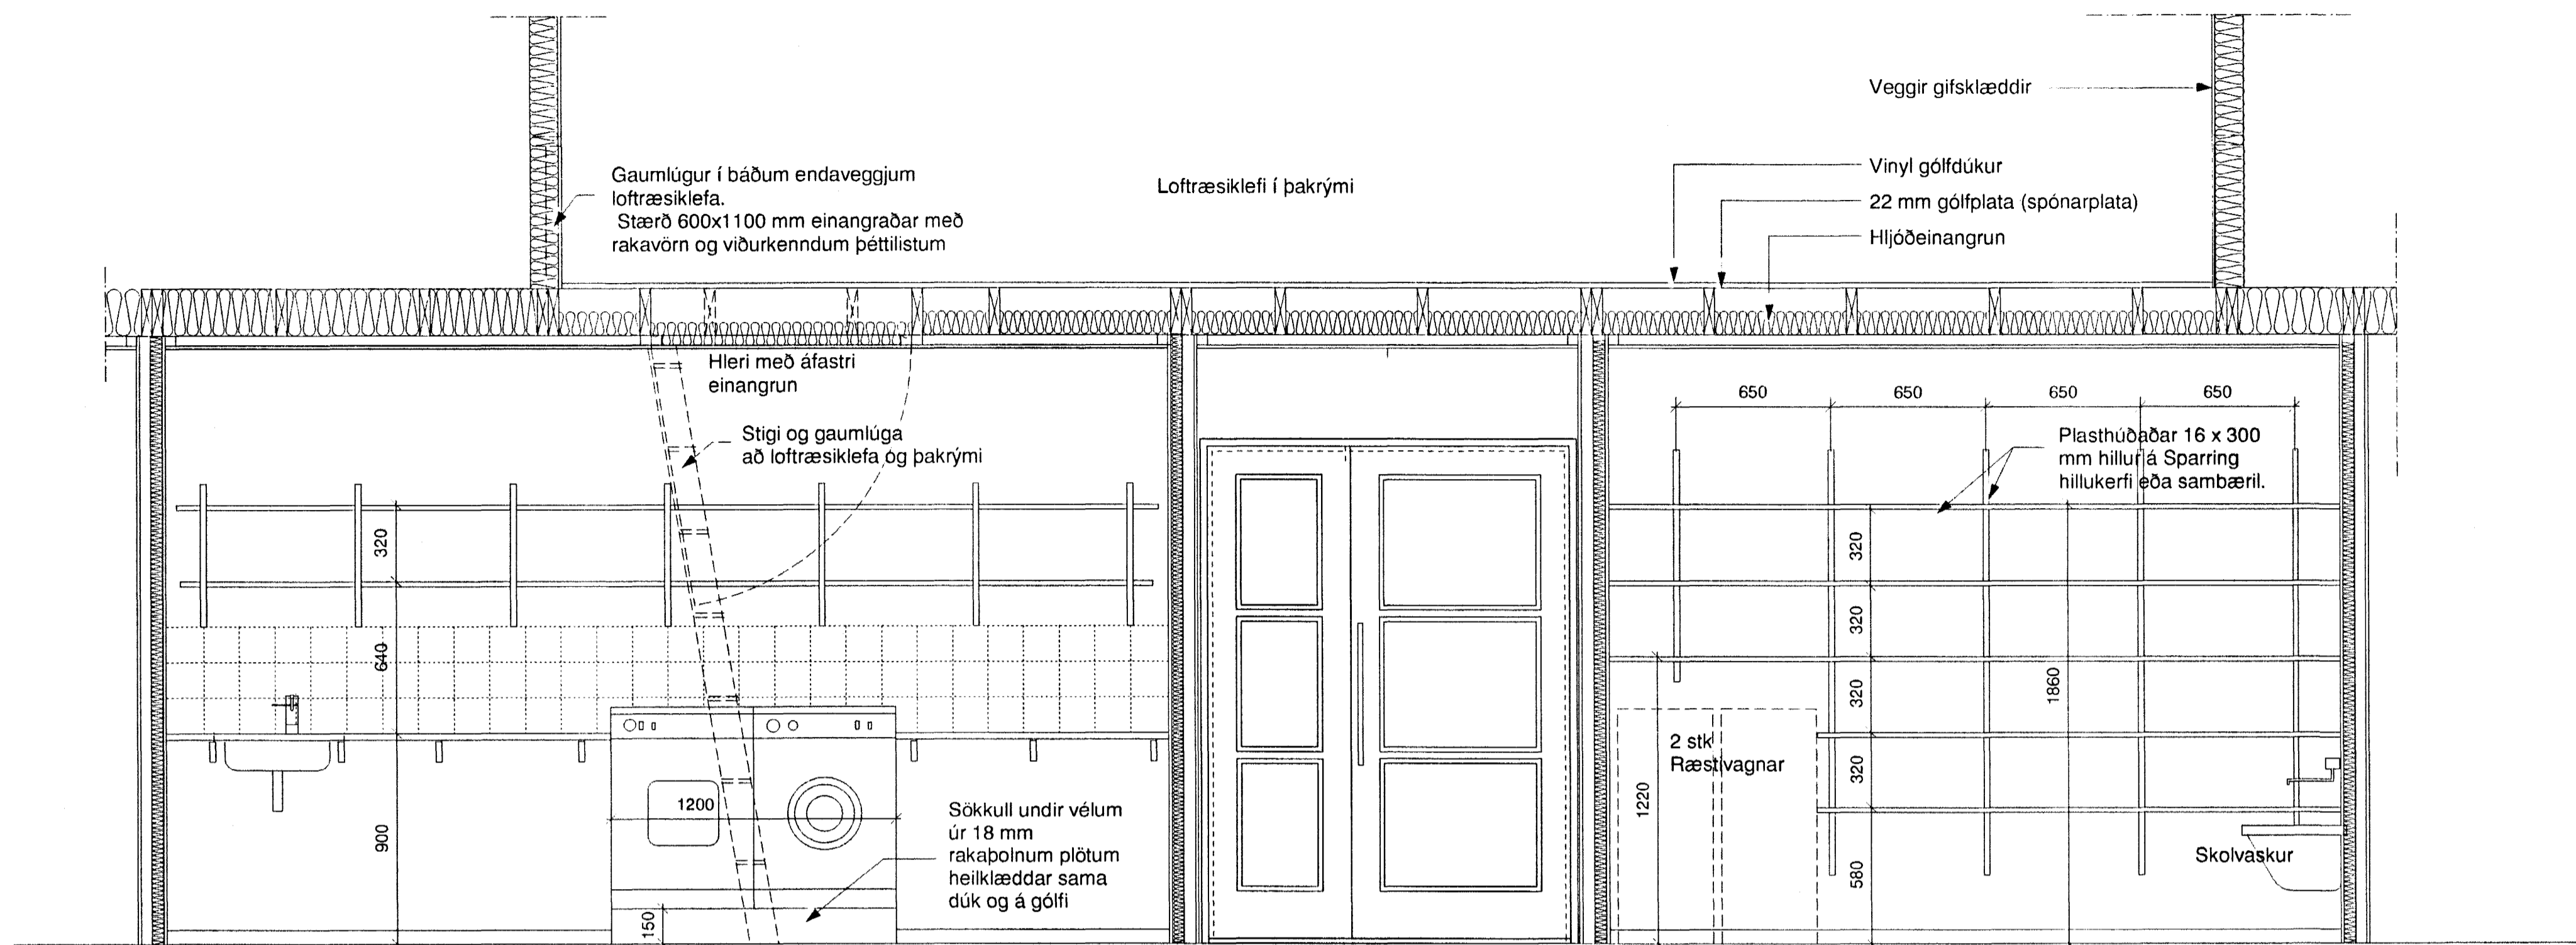 Veggir gifsklæddir
Gaumlúgur í báðum endaveggjum
loftræsiklefa.
Stærð 600x1100 mm einangraðar með
rakavörn og viðurkenndum þéttilistum
Loftræsiklefi í þakrými
Vinyl gólfdúkur
22 mm gólfplata (spónarplata)
Hljóðeinangrun
Hleri með áfastri
einangrun
Stigi og gaumlúga
að loftræsiklefa og þakrými
650
650
650
650
Plasthúðaðar 16 x 300
mm hillur á Sparring
hillukerfi eða sambæril.
320
640
900
1200
150
Sökkull undir vélum
úr 18 mm
rakaþolnum plötum
heilklæddar sama
dúk og á gólfi
320
320
320
320
580
1860
1220
2 stk
Ræstivagnar
Skolvaskur